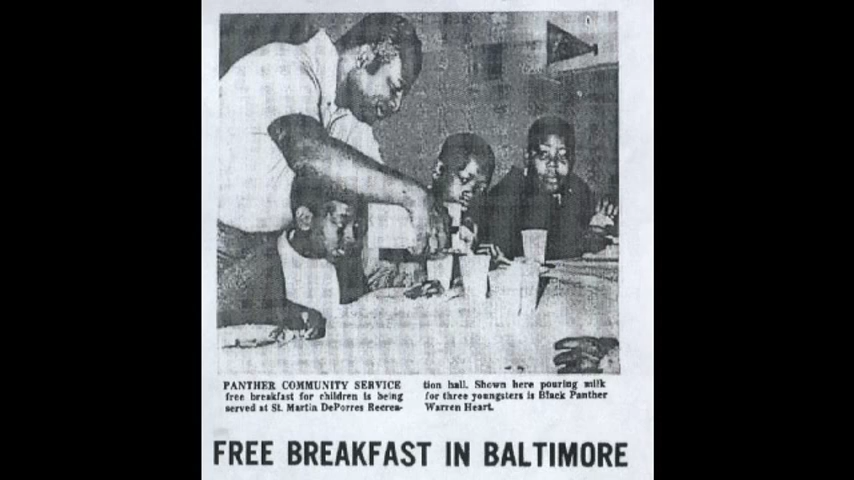 PANTHER COMMUNITY SERVICE
free breakfast for children is being
served at St. Martin DePorres Recrea-
tion hall. Shown here pouring milk
for three youngsters is Black Panther
Warren Heart.
FREE BREAKFAST IN BALTIMORE